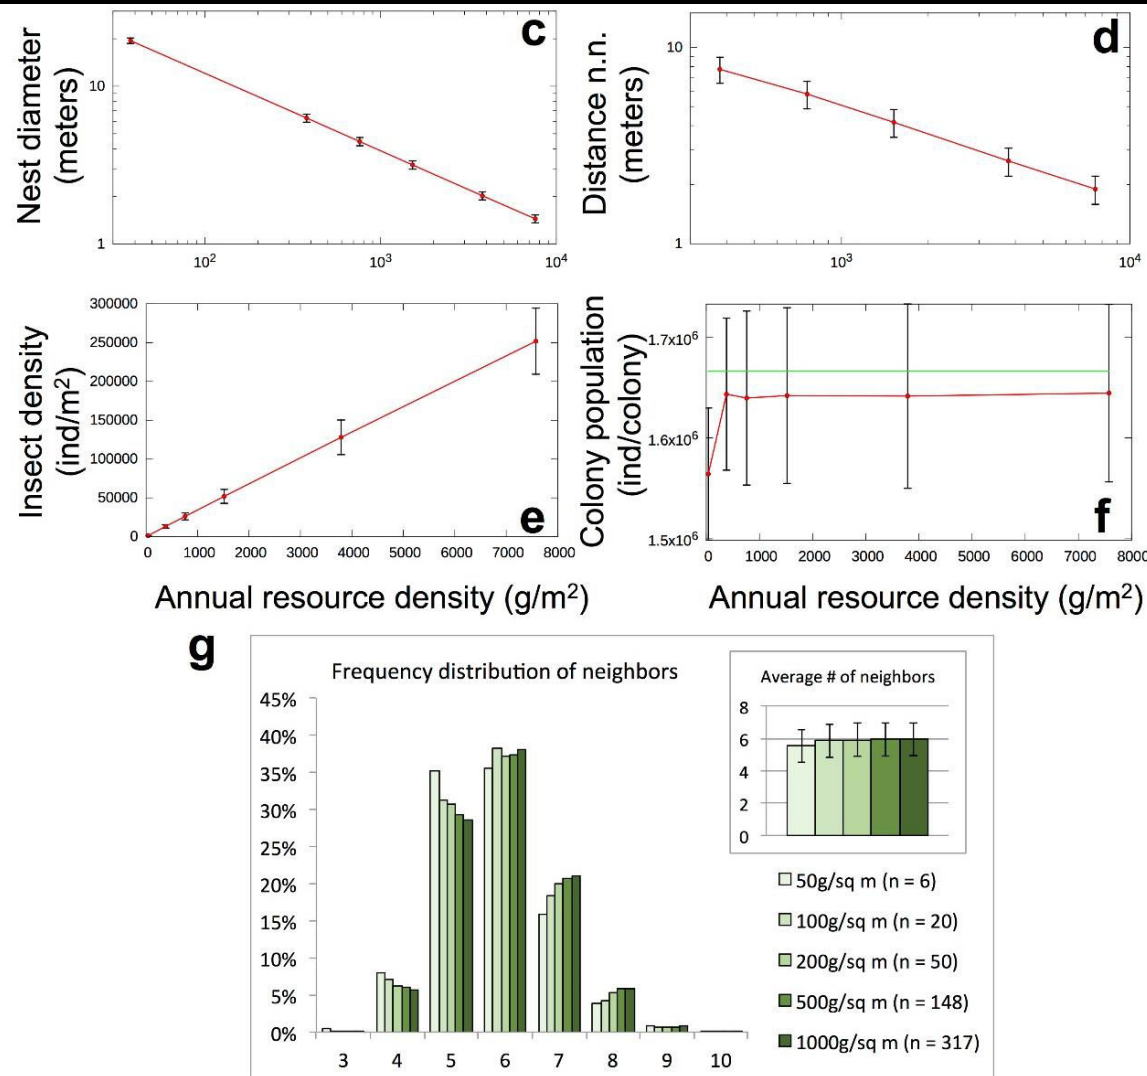 c
Nest diameter
(meters)
10
1
10²
10³
10⁴
d
Distance n.n.
(meters)
10
1
10³
10⁴
e
Insect density
(ind/m²)
300000
250000
200000
150000
100000
50000
0
0 1000 2000 3000 4000 5000 6000 7000 8000
Annual resource density (g/m²)
f
Colony population
(ind/colony)
1.7x10⁶
1.6x10⁶
1.5x10⁶
0 1000 2000 3000 4000 5000 6000 7000 8000
Annual resource density (g/m²)
g
Frequency distribution of neighbors
45%
40%
35%
30%
25%
20%
15%
10%
5%
0%
3 4 5 6 7 8 9 10
Average # of neighbors
8
6
4
2
0
50g/sq m (n = 6)
100g/sq m (n = 20)
200g/sq m (n = 50)
500g/sq m (n = 148)
1000g/sq m (n = 317)